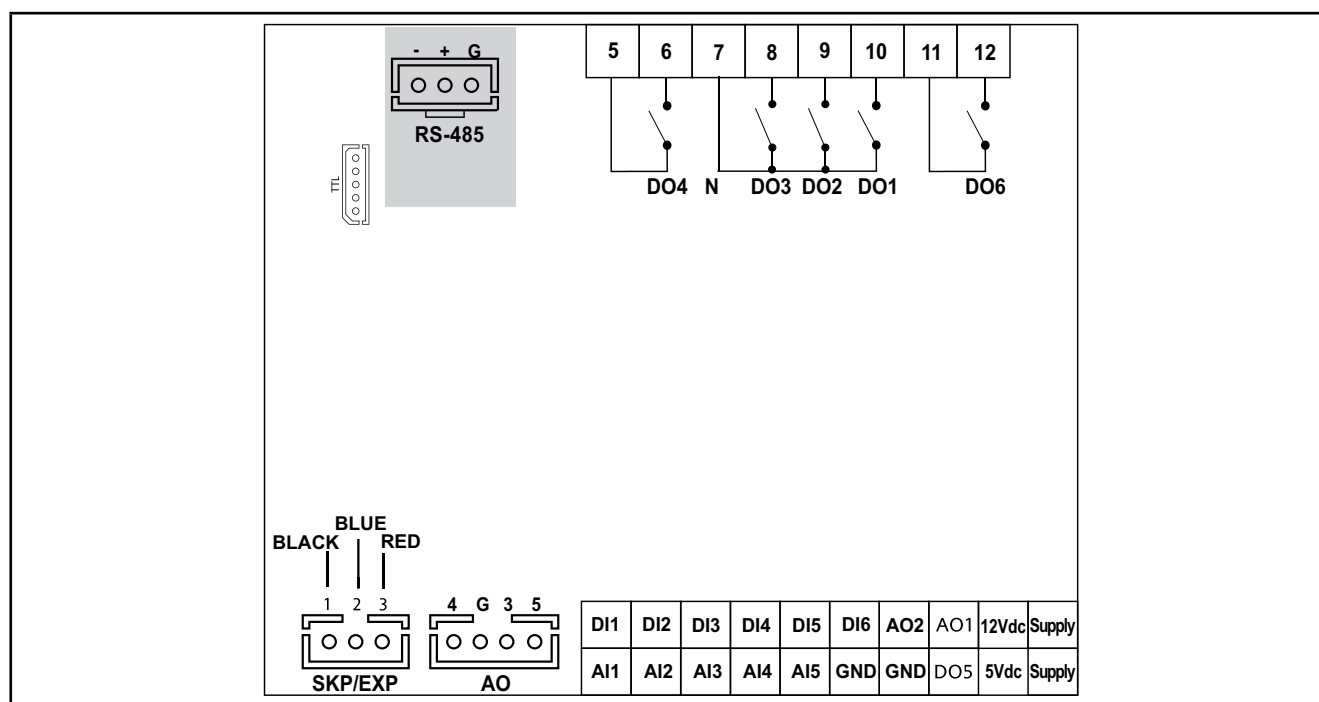 - + G
RS-485
TTL
5 6 7 8 9 10 11 12
DO4 N DO3 DO2 DO1 DO6
BLUE
BLACK RED
1 2 3
SKP/EXP
4 G 3 5
AO
DI1 DI2 DI3 DI4 DI5 DI6 AO2 AO1 12Vdc Supply
AI1 AI2 AI3 AI4 AI5 GND GND DO5 5Vdc Supply